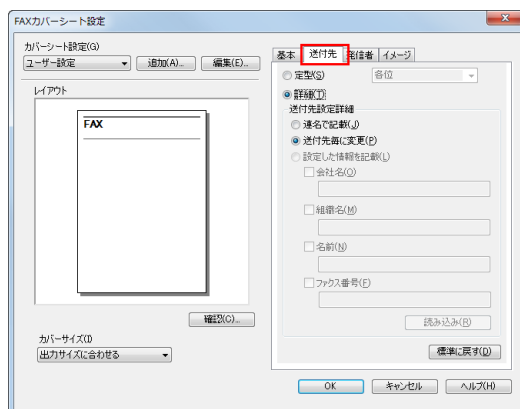 FAXカバーシート設定
カバーシート設定(G)
ユーザー設定 追加(A)... 編集(E)...
レイアウト
FAX
確認(C)...
カバーサイズ(I)
出力サイズに合わせる
基本 送付先 発信者 イメージ
定型(S) 各位
詳細(T)
送付先設定詳細
連名で記載(J)
送付先毎に変更(P)
設定した情報を記載(L)
会社名(O)
組織名(M)
名前(N)
ファクス番号(F)
読み込み(R)
標準に戻す(D)
OK キャンセル ヘルプ(H)